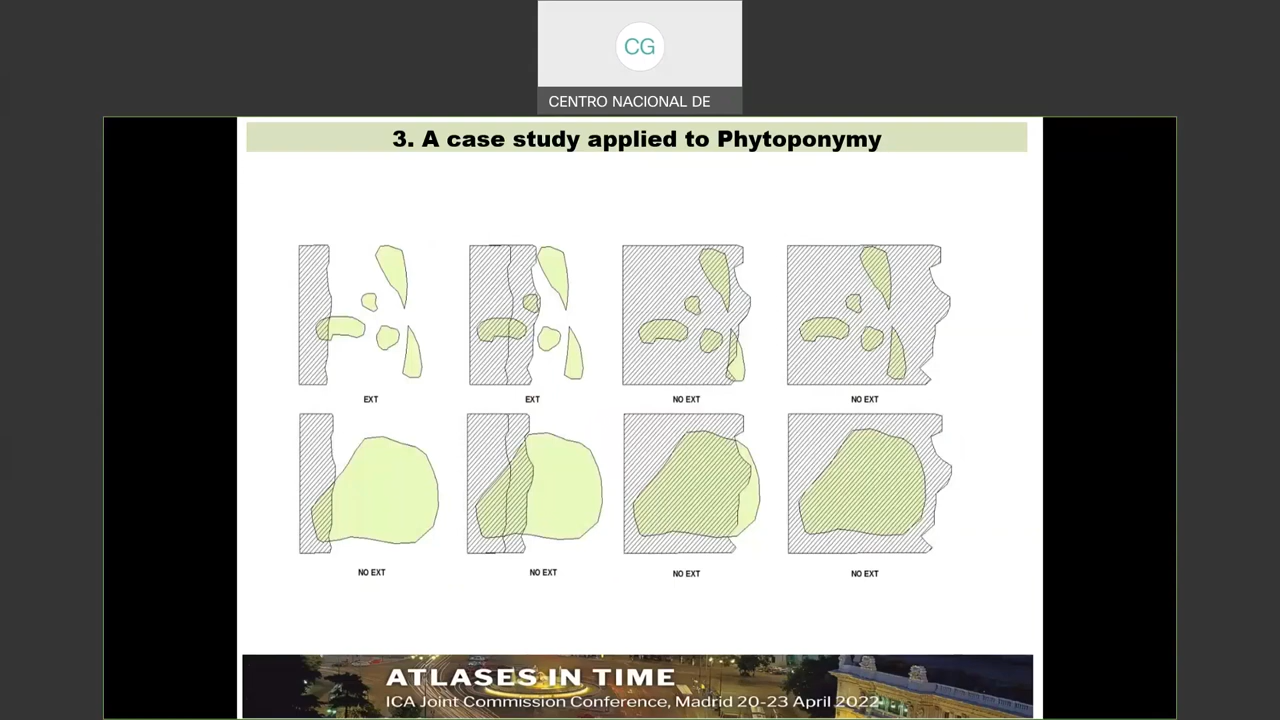 CG
CENTRO NACIONAL DE
3. A case study applied to Phytoponymy
EXT
EXT
NO EXT
NO EXT
NO EXT
NO EXT
NO EXT
NO EXT
ATLASES IN TIME
ICA Joint Commission Conference, Madrid 20-23 April 2022